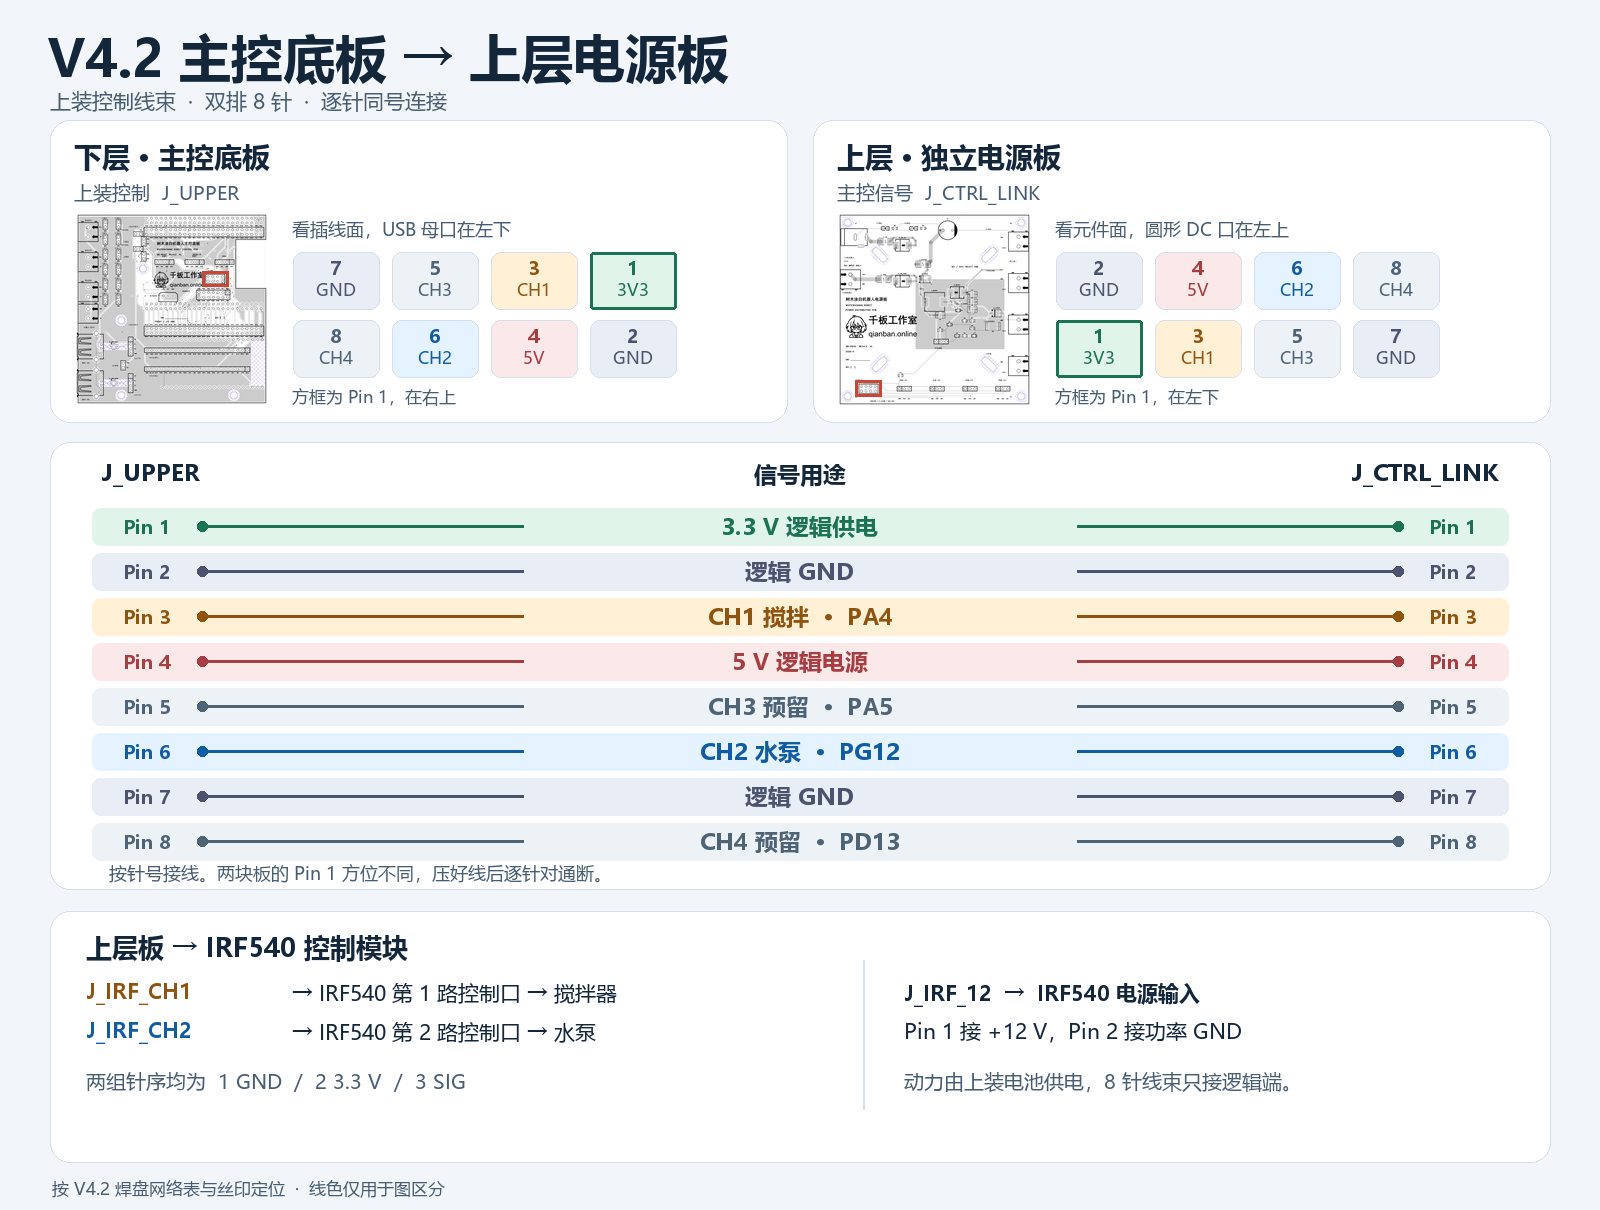 V4.2 主控底板 → 上层电源板
上装控制线束 · 双排 8 针 · 逐针同号连接
下层 • 主控底板
上装控制 J_UPPER
千板工作室
qianban.online
看插线面，USB 母口在左下
7 GND
5 CH3
3 CH1
1 3V3
8 CH4
6 CH2
4 5V
2 GND
方框为 Pin 1，在右上
上层 • 独立电源板
主控信号 J_CTRL_LINK
千板工作室
qianban.online
看元件面，圆形 DC 口在左上
2 GND
4 5V
6 CH2
8 CH4
1 3V3
3 CH1
5 CH3
7 GND
方框为 Pin 1，在左下
J_UPPER 信号用途 J_CTRL_LINK
Pin 1 3.3 V 逻辑供电 Pin 1
Pin 2 逻辑 GND Pin 2
Pin 3 CH1 搅拌 • PA4 Pin 3
Pin 4 5 V 逻辑电源 Pin 4
Pin 5 CH3 预留 • PA5 Pin 5
Pin 6 CH2 水泵 • PG12 Pin 6
Pin 7 逻辑 GND Pin 7
Pin 8 CH4 预留 • PD13 Pin 8
按针号接线。两块板的 Pin 1 方位不同，压好线后逐针对通断。
上层板 → IRF540 控制模块
J_IRF_CH1 → IRF540 第 1 路控制口 → 搅拌器
J_IRF_CH2 → IRF540 第 2 路控制口 → 水泵
两组针序均为 1 GND / 2 3.3 V / 3 SIG
J_IRF_12 → IRF540 电源输入
Pin 1 接 +12 V，Pin 2 接功率 GND
动力由上装电池供电，8 针线束只接逻辑端。
按 V4.2 焊盘网络表与丝印定位 · 线色仅用于图区分